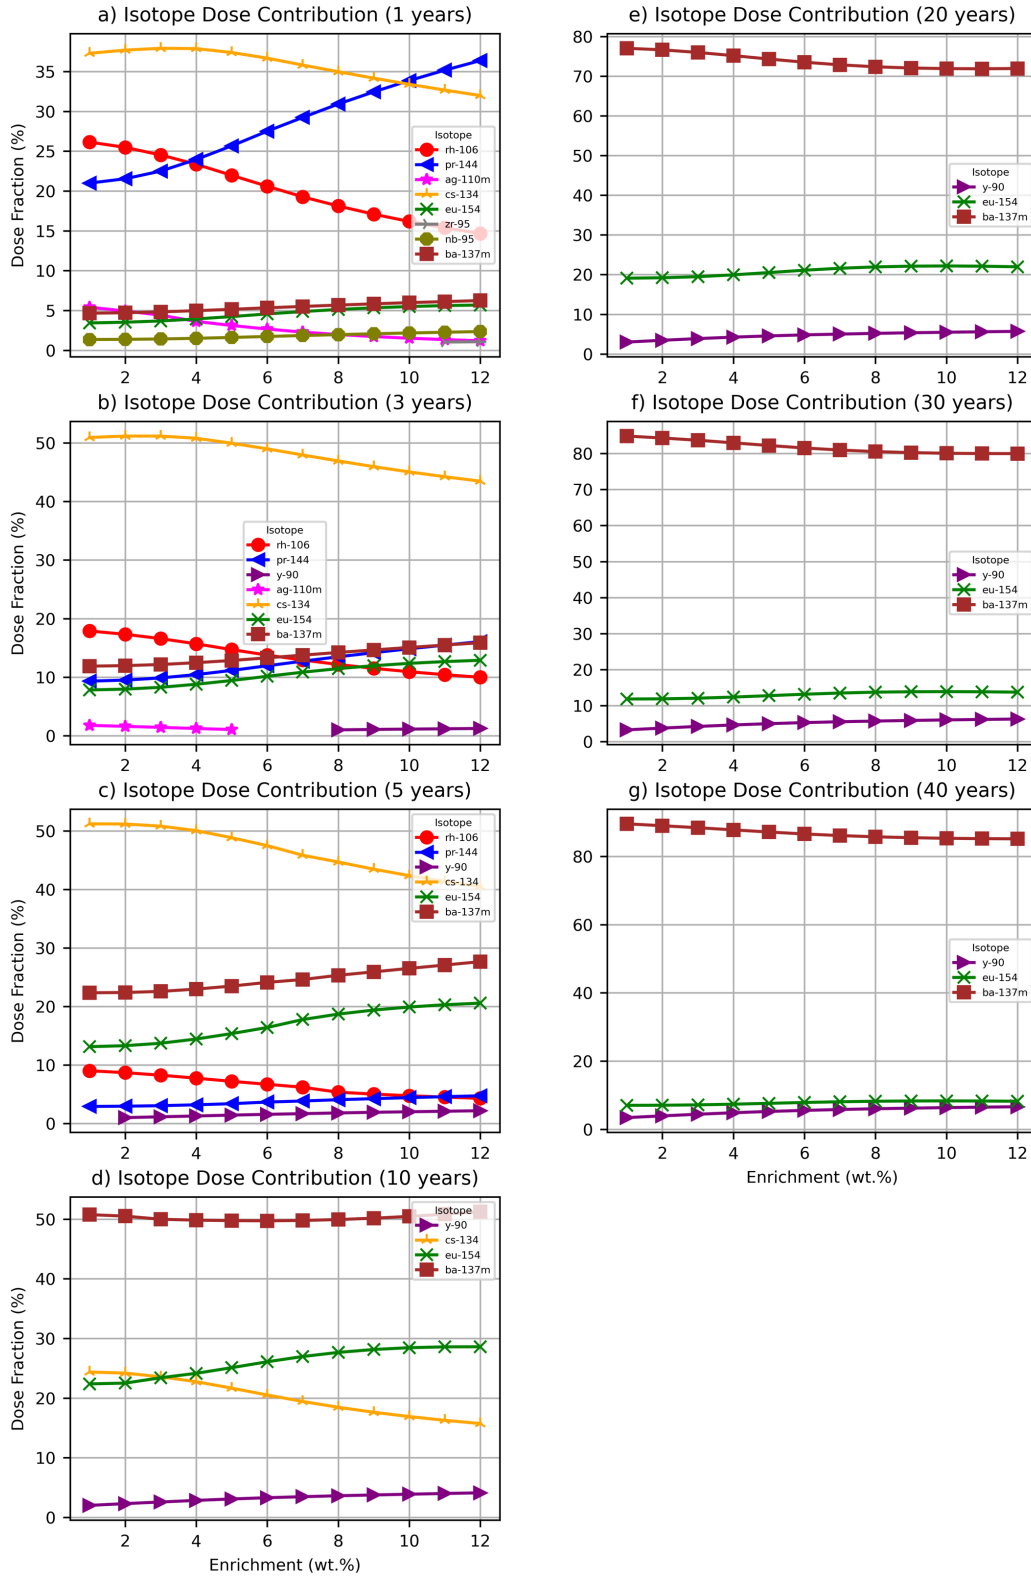 a) Isotope Dose Contribution (1 years)
Dose Fraction (%)
35
30
25
20
15
10
5
0
2 4 6 8 10 12
Isotope
rh-106
pr-144
ag-110m
cs-134
eu-154
zr-95
nb-95
ba-137m
b) Isotope Dose Contribution (3 years)
Dose Fraction (%)
50
40
30
20
10
0
2 4 6 8 10 12
Isotope
rh-106
pr-144
y-90
ag-110m
cs-134
eu-154
ba-137m
c) Isotope Dose Contribution (5 years)
Dose Fraction (%)
50
40
30
20
10
0
2 4 6 8 10 12
Isotope
rh-106
pr-144
y-90
cs-134
eu-154
ba-137m
d) Isotope Dose Contribution (10 years)
Dose Fraction (%)
50
40
30
20
10
0
2 4 6 8 10 12
Enrichment (wt.%)
Isotope
y-90
cs-134
eu-154
ba-137m
e) Isotope Dose Contribution (20 years)
80
70
60
50
40
30
20
10
0
2 4 6 8 10 12
Isotope
y-90
eu-154
ba-137m
f) Isotope Dose Contribution (30 years)
80
70
60
50
40
30
20
10
0
2 4 6 8 10 12
Isotope
y-90
eu-154
ba-137m
g) Isotope Dose Contribution (40 years)
80
60
40
20
0
2 4 6 8 10 12
Enrichment (wt.%)
Isotope
y-90
eu-154
ba-137m